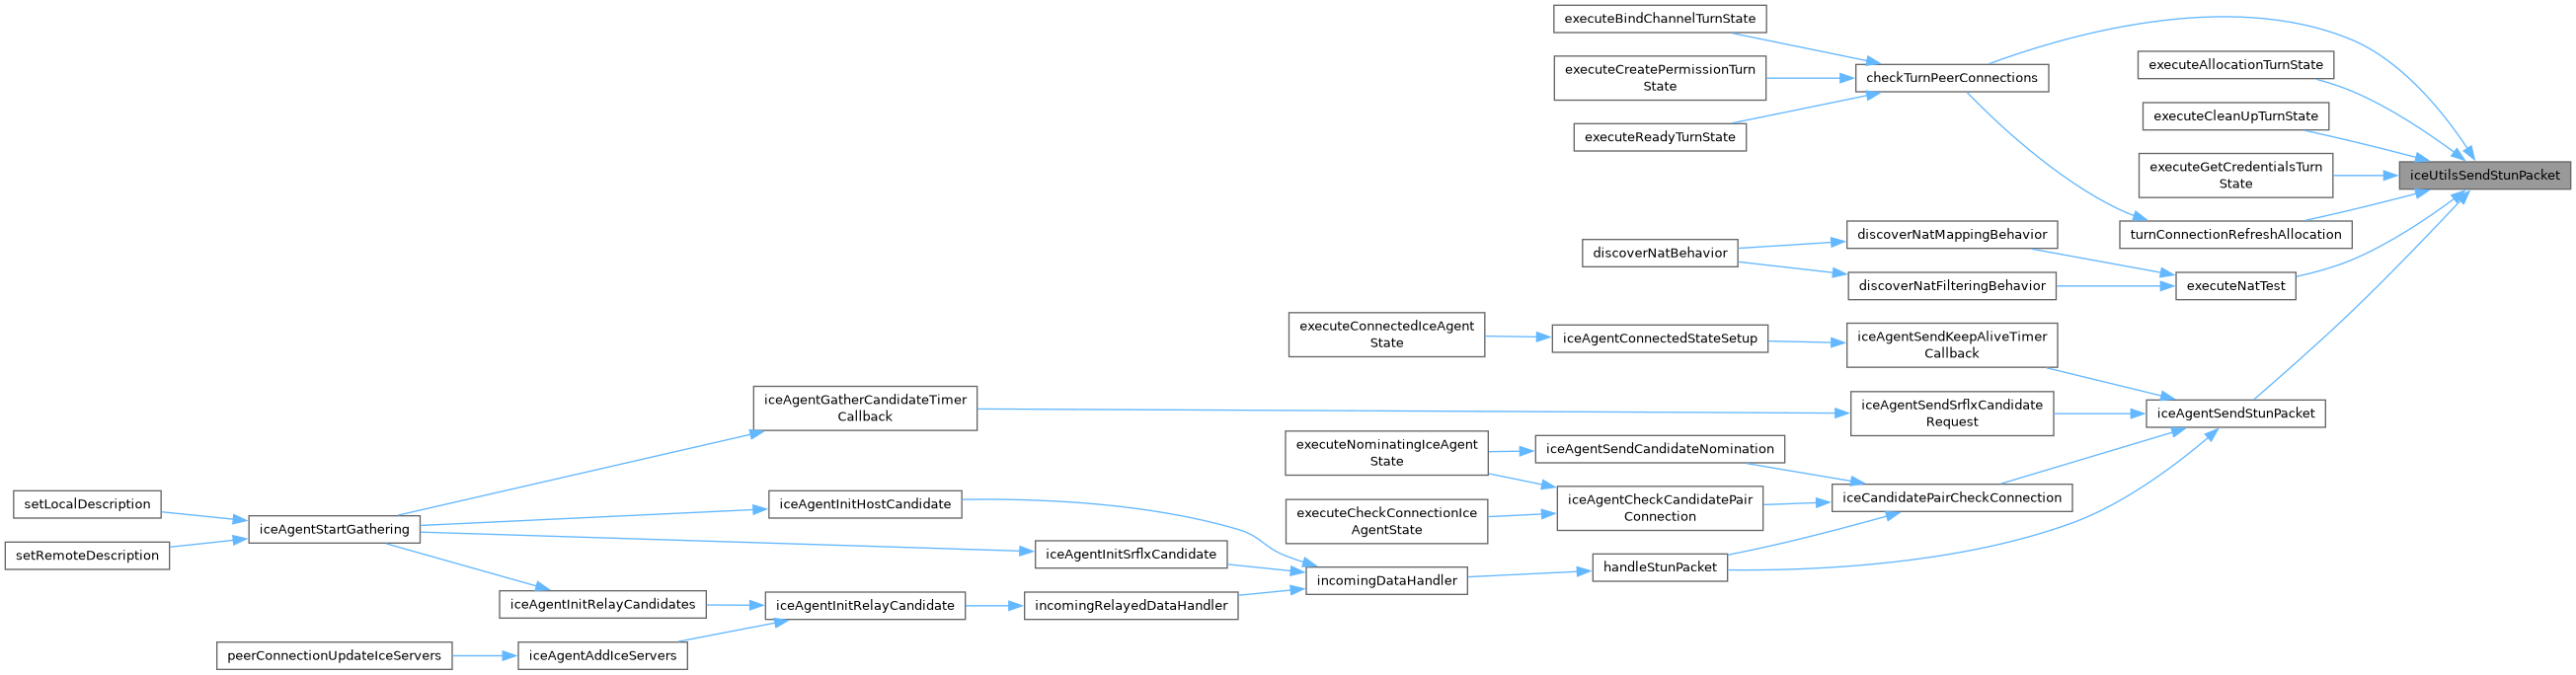 executeBindChannelTurnState
executeCreatePermissionTurn
State
executeReadyTurnState
checkTurnPeerConnections
executeAllocationTurnState
executeCleanUpTurnState
executeGetCredentialsTurn
State
iceUtilsSendStunPacket
turnConnectionRefreshAllocation
discoverNatMappingBehavior
discoverNatBehavior
discoverNatFilteringBehavior
executeNatTest
executeConnectedIceAgent
State
iceAgentConnectedStateSetup
iceAgentSendKeepAliveTimer
Callback
iceAgentGatherCandidateTimer
Callback
iceAgentSendSrflxCandidate
Request
iceAgentSendStunPacket
executeNominatingIceAgent
State
iceAgentSendCandidateNomination
setLocalDescription
iceAgentInitHostCandidate
executeCheckConnectionIce
AgentState
iceAgentCheckCandidatePair
Connection
iceCandidatePairCheckConnection
iceAgentStartGathering
setRemoteDescription
iceAgentInitSrflxCandidate
handleStunPacket
incomingDataHandler
iceAgentInitRelayCandidates
iceAgentInitRelayCandidate
incomingRelayedDataHandler
peerConnectionUpdateIceServers
iceAgentAddIceServers